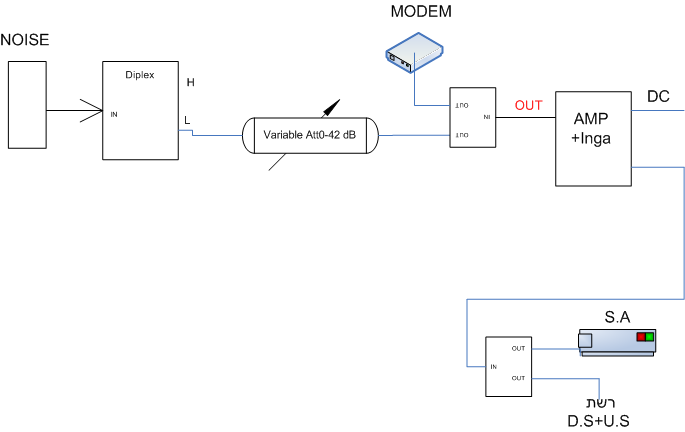 NOISE
MODEM
Diplex
H
IN
L
Variable Att0-42 dB
OUT
OUT
IN
OUT
DC
AMP
+Inga
S.A
OUT
IN
OUT
רשת
D.S+U.S